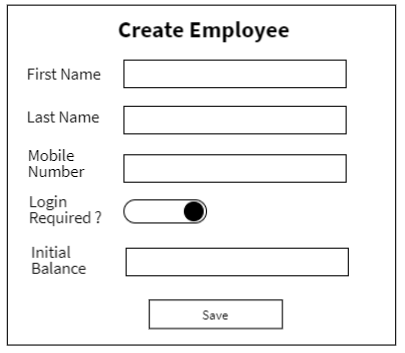 Create Employee
First Name
Last Name
Mobile
Number
Login
Required ?
Initial
Balance
Save